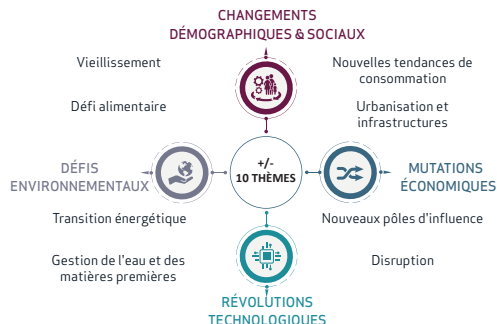 CHANGEMENTS
DÉMOGRAPHIQUES & SOCIAUX
Vieillissement
Nouvelles tendances de
consommation
Défi alimentaire
Urbanisation et
infrastructures
DÉFIS
ENVIRONNEMENTAUX
+/-
10 THÈMES
MUTATIONS
ÉCONOMIQUES
Transition énergétique
Nouveaux pôles d'influence
Gestion de l'eau et des
matières premières
Disruption
RÉVOLUTIONS
TECHNOLOGIQUES